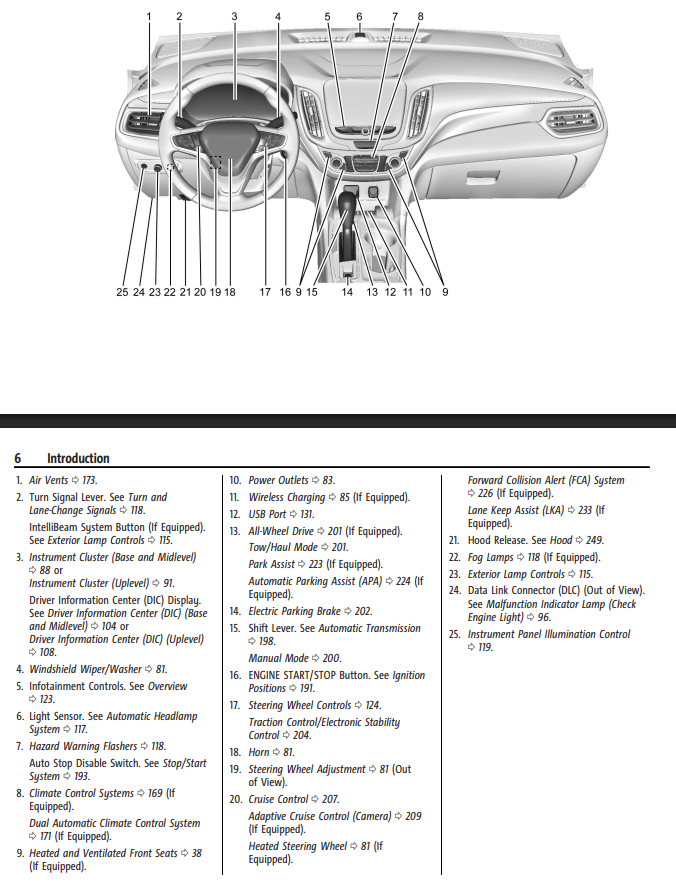 1 2 3 4 5 6 7 8
25 24 23 22 21 20 19 18 17 16 9 15 14 13 12 11 10 9
6 Introduction
1. Air Vents ➪ 173.
2. Turn Signal Lever. See Turn and
Lane-Change Signals ➪ 118.
IntelliBeam System Button (If Equipped).
See Exterior Lamp Controls ➪ 115.
3. Instrument Cluster (Base and Midlevel)
➪ 88 or
Instrument Cluster (Uplevel) ➪ 91.
Driver Information Center (DIC) Display.
See Driver Information Center (DIC) (Base
and Midlevel) ➪ 104 or
Driver Information Center (DIC) (Uplevel)
➪ 108.
4. Windshield Wiper/Washer ➪ 81.
5. Infotainment Controls. See Overview
➪ 123.
6. Light Sensor. See Automatic Headlamp
System ➪ 117.
7. Hazard Warning Flashers ➪ 118.
Auto Stop Disable Switch. See Stop/Start
System ➪ 193.
8. Climate Control Systems ➪ 169 (If
Equipped).
Dual Automatic Climate Control System
➪ 171 (If Equipped).
9. Heated and Ventilated Front Seats ➪ 38
(If Equipped).
10. Power Outlets ➪ 83.
11. Wireless Charging ➪ 85 (If Equipped).
12. USB Port ➪ 131.
13. All-Wheel Drive ➪ 201 (If Equipped).
Tow/Haul Mode ➪ 201.
Park Assist ➪ 223 (If Equipped).
Automatic Parking Assist (APA) ➪ 224 (If
Equipped).
14. Electric Parking Brake ➪ 202.
15. Shift Lever. See Automatic Transmission
➪ 198.
Manual Mode ➪ 200.
16. ENGINE START/STOP Button. See Ignition
Positions ➪ 191.
17. Steering Wheel Controls ➪ 124.
Traction Control/Electronic Stability
Control ➪ 204.
18. Horn ➪ 81.
19. Steering Wheel Adjustment ➪ 81 (Out
of View).
20. Cruise Control ➪ 207.
Adaptive Cruise Control (Camera) ➪ 209
(If Equipped).
Heated Steering Wheel ➪ 81 (If
Equipped).
Forward Collision Alert (FCA) System
➪ 226 (If Equipped).
Lane Keep Assist (LKA) ➪ 233 (If
Equipped).
21. Hood Release. See Hood ➪ 249.
22. Fog Lamps ➪ 118 (If Equipped).
23. Exterior Lamp Controls ➪ 115.
24. Data Link Connector (DLC) (Out of View).
See Malfunction Indicator Lamp (Check
Engine Light) ➪ 96.
25. Instrument Panel Illumination Control
➪ 119.